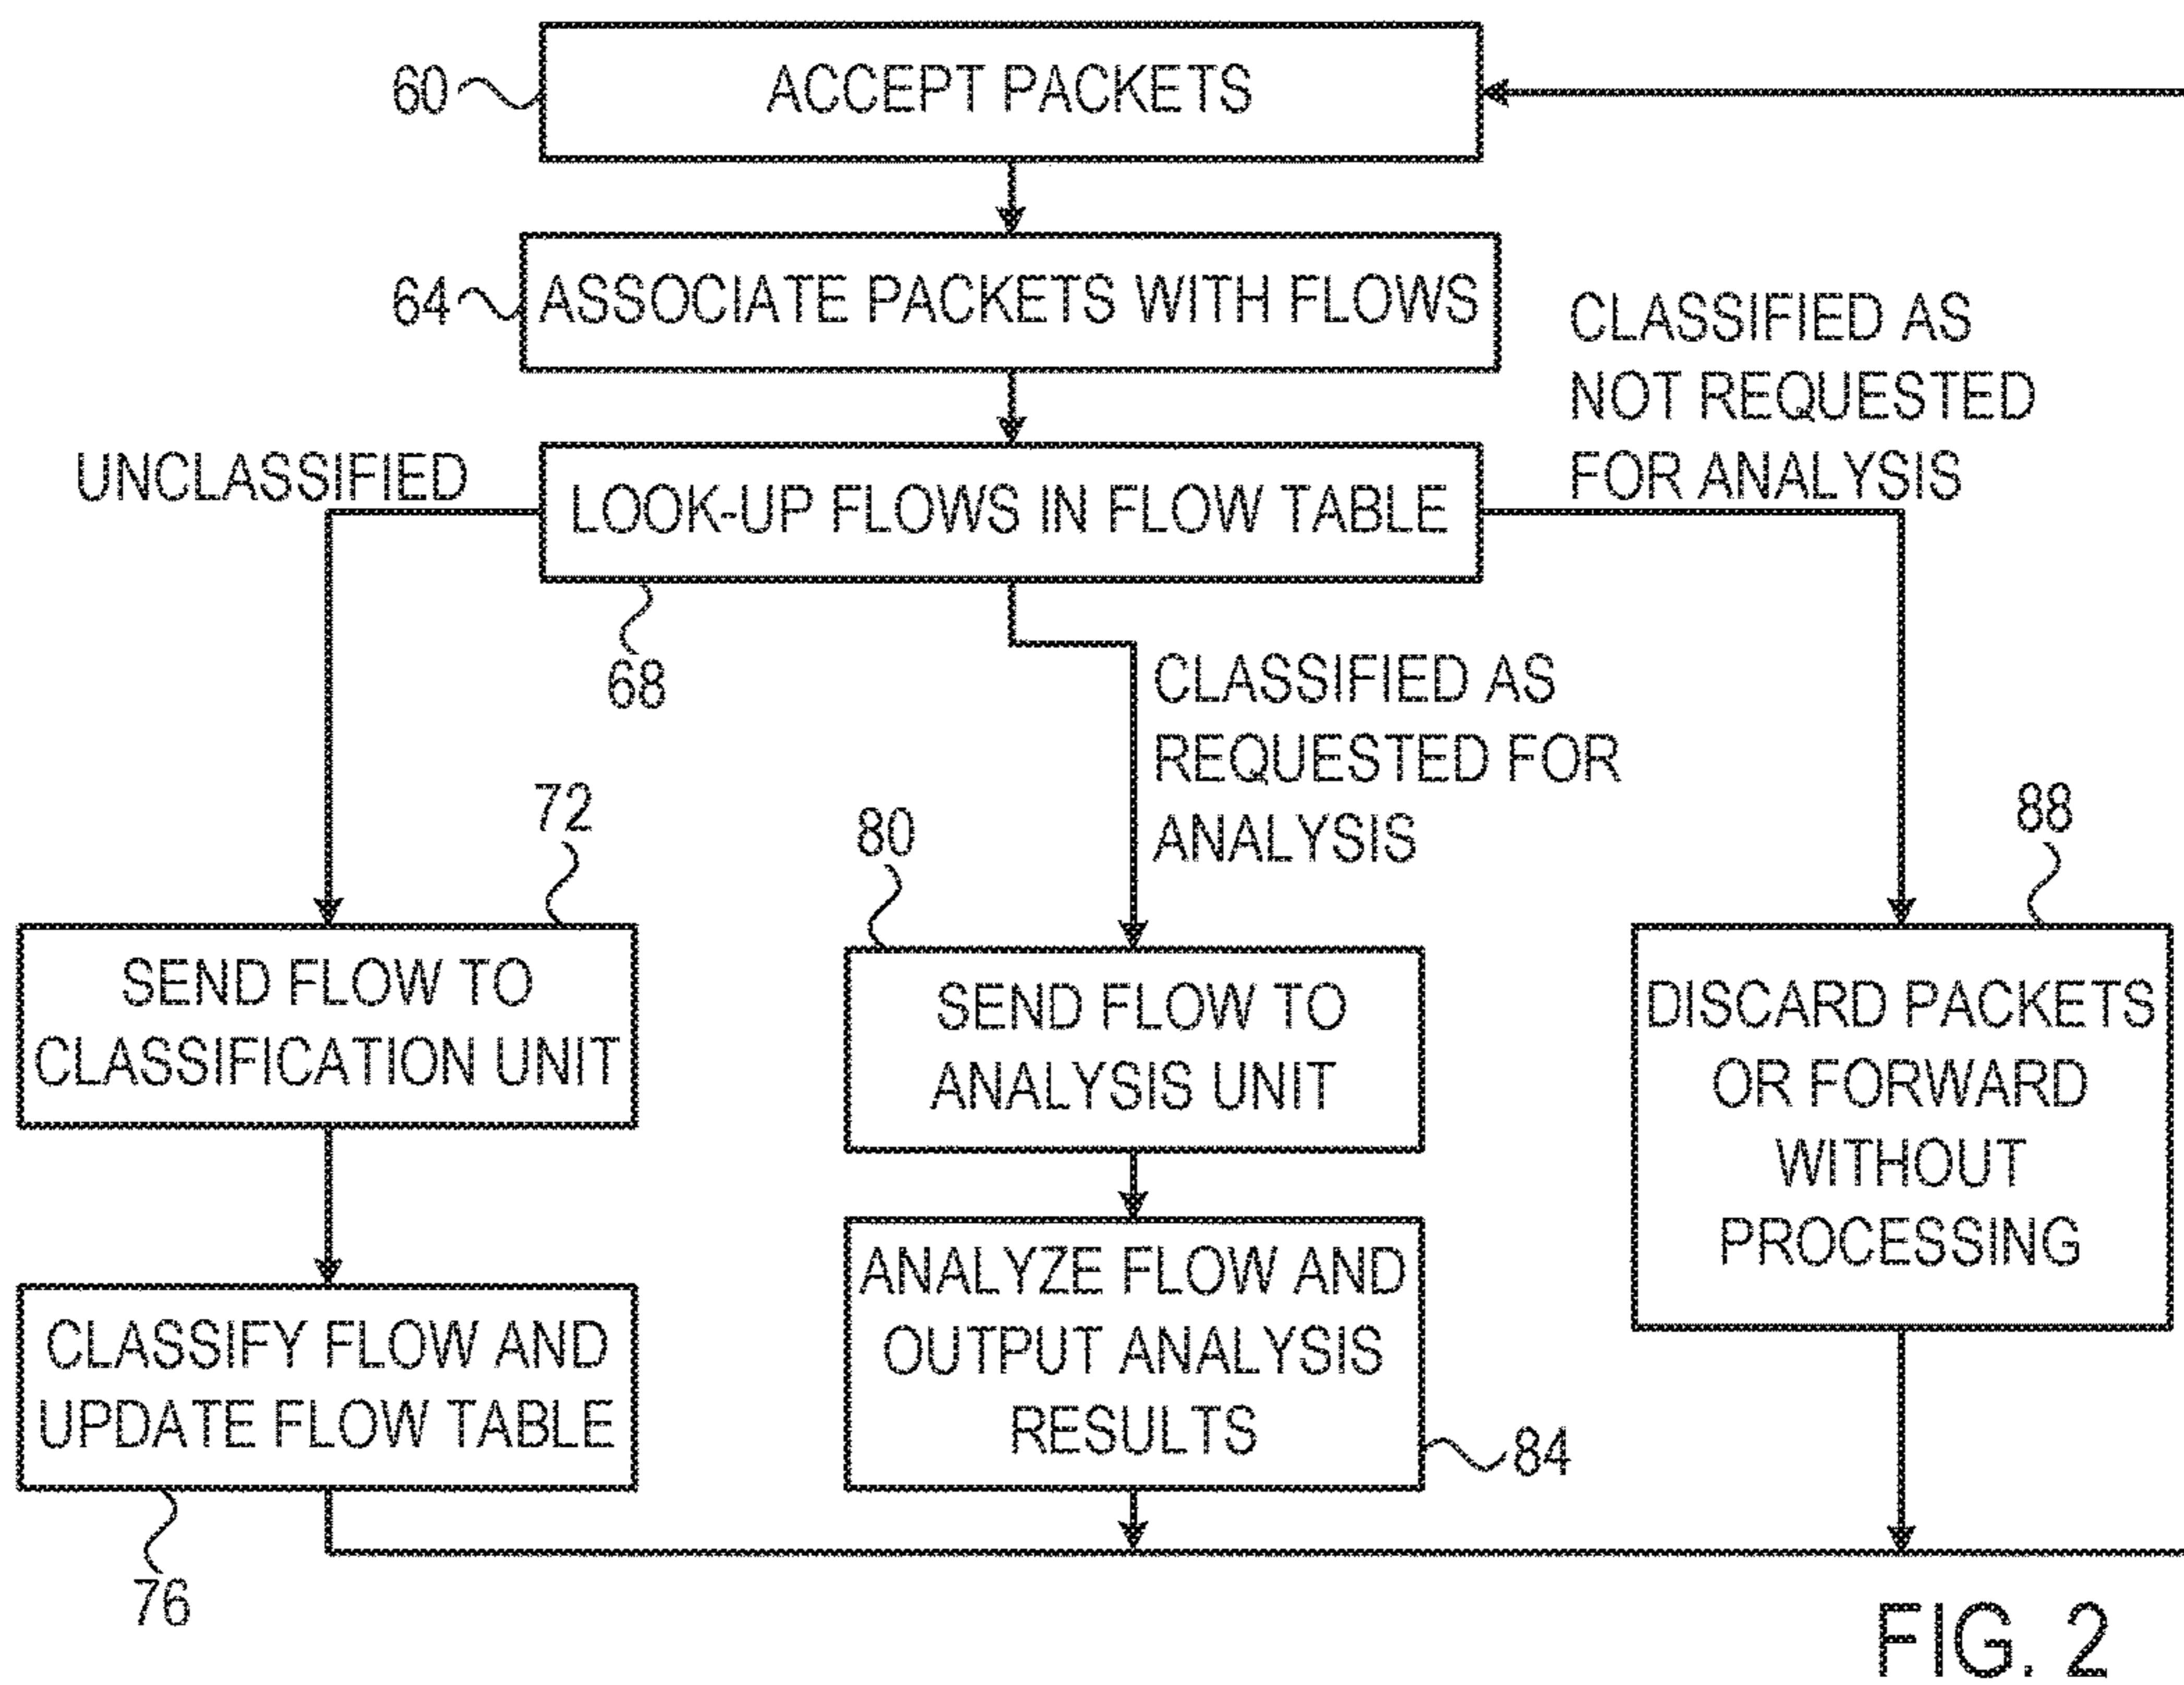 60
ACCEPT PACKETS
64
ASSOCIATE PACKETS WITH FLOWS
CLASSIFIED AS
NOT REQUESTED
FOR ANALYSIS
UNCLASSIFIED
LOOK-UP FLOWS IN FLOW TABLE
68
CLASSIFIED AS
REQUESTED FOR
ANALYSIS
72
80
88
SEND FLOW TO
CLASSIFICATION UNIT
SEND FLOW TO
ANALYSIS UNIT
DISCARD PACKETS
OR FORWARD
WITHOUT
PROCESSING
CLASSIFY FLOW AND
UPDATE FLOW TABLE
ANALYZE FLOW AND
OUTPUT ANALYSIS
RESULTS
84
76
FIG. 2